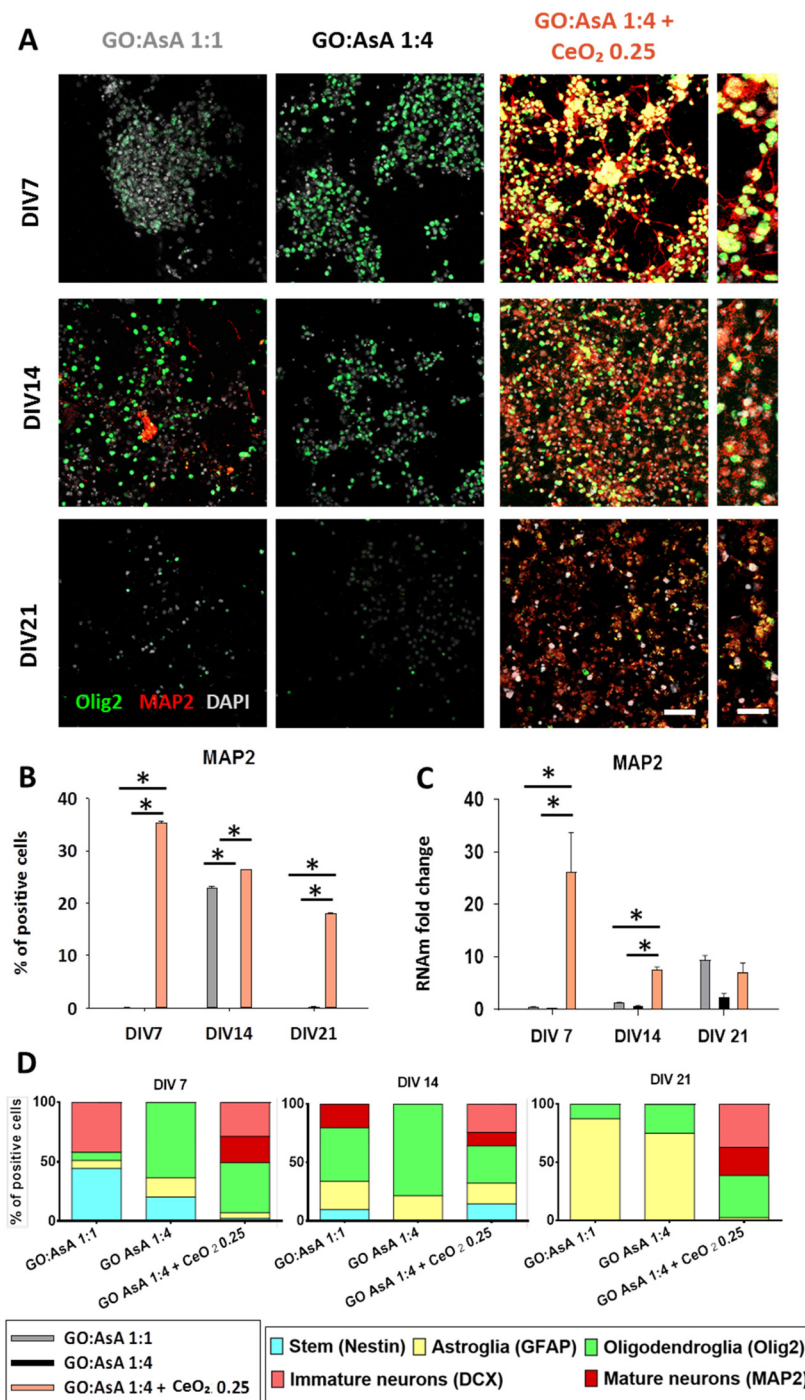 A
GO:AsA 1:1
GO:AsA 1:4
GO:AsA 1:4 +
CeO₂ 0.25
DIV7
DIV14
DIV21
Olig2 MAP2 DAPI
B
MAP2
% of positive cells
40
30
20
10
0
*
*
*
*
*
*
DIV7 DIV14 DIV21
C
MAP2
RNAm fold change
40
30
20
10
0
*
*
*
*
DIV 7 DIV14 DIV 21
D
DIV 7
% of positive cells
100
50
0
GO:AsA 1:1
GO AsA 1:4
GO AsA 1:4 + CeO₂ 0.25
DIV 14
100
50
0
GO:AsA 1:1
GO AsA 1:4
GO AsA 1:4 + CeO₂ 0.25
DIV 21
100
50
0
GO:AsA 1:1
GO AsA 1:4
GO AsA 1:4 + CeO₂ 0.25
GO:AsA 1:1
GO:AsA 1:4
GO:AsA 1:4 + CeO₂ 0.25
Stem (Nestin) Astroglia (GFAP) Oligodendroglia (Olig2)
Immature neurons (DCX) Mature neurons (MAP2)